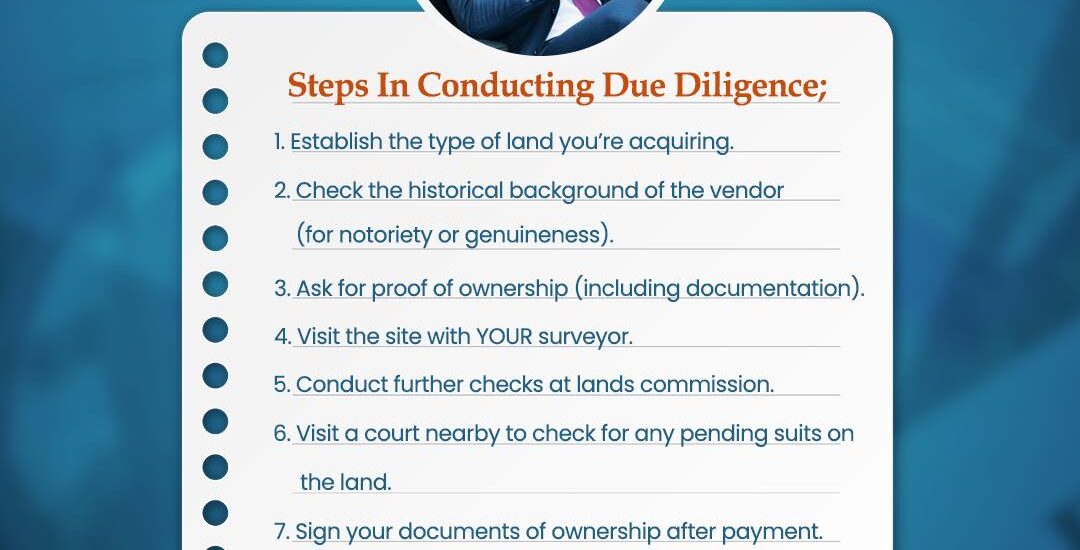 Steps In Conducting Due Diligence;
1. Establish the type of land you’re acquiring.
2. Check the historical background of the vendor
(for notoriety or genuineness).
3. Ask for proof of ownership (including documentation).
4. Visit the site with YOUR surveyor.
5. Conduct further checks at lands commission.
6. Visit a court nearby to check for any pending suits on
the land.
7. Sign your documents of ownership after payment.